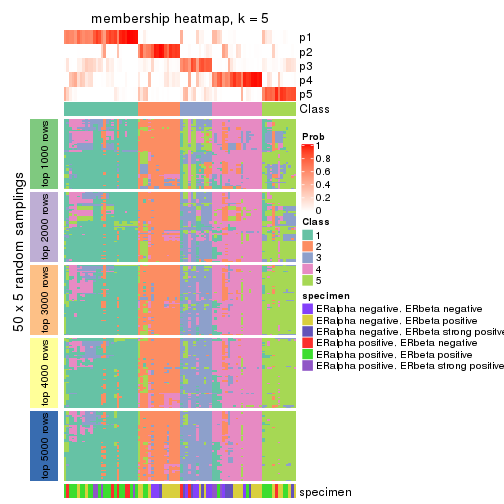 membership heatmap, k = 5
p1
p2
p3
p4
p5
Class
50 x 5 random samplings
top 1000 rows
top 2000 rows
top 3000 rows
top 4000 rows
top 5000 rows
specimen
Prob
1
0.8
0.6
0.4
0.2
0
Class
1
2
3
4
5
specimen
ERalpha negative. ERbeta negative
ERalpha negative. ERbeta positive
ERalpha negative. ERbeta strong positive
ERalpha positive. ERbeta negative
ERalpha positive. ERbeta positive
ERalpha positive. ERbeta strong positive